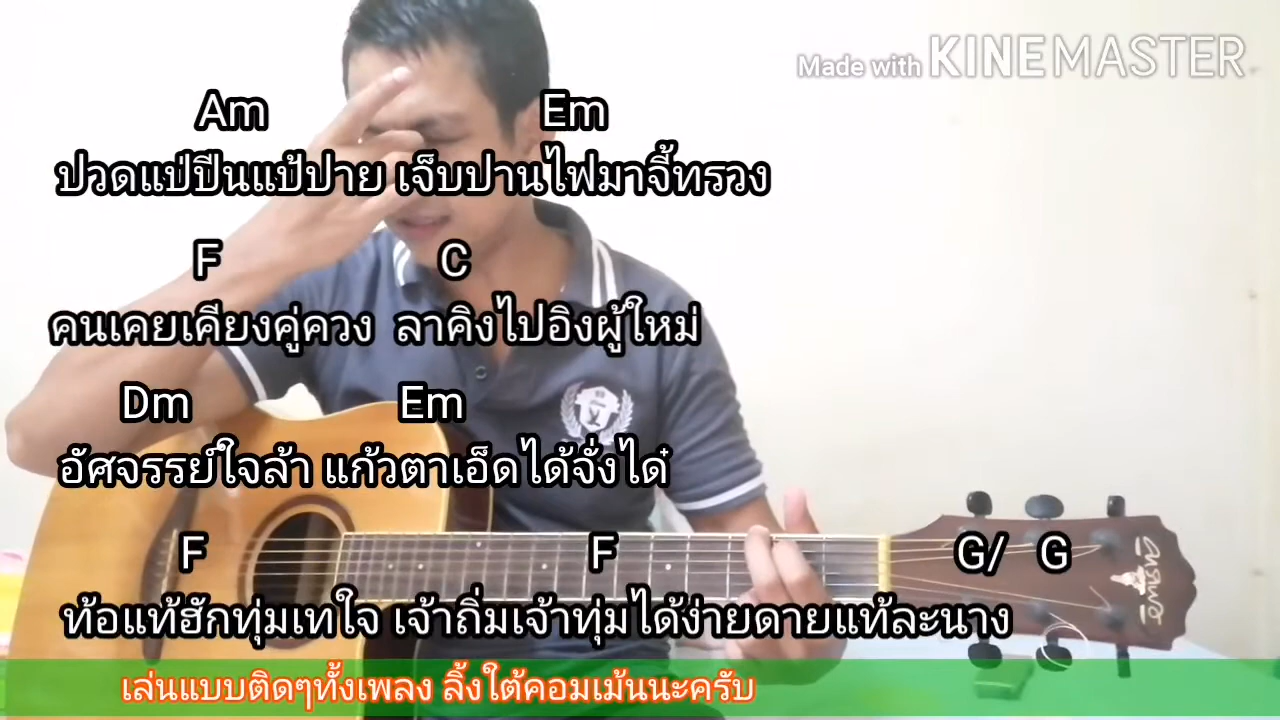 Made with KINEMASTER
Am Em
ปวดแป่ปีนแป้ปาย เจ็บปานไฟมาจี้ทรวง
F C
คนเคยเคียงคู่ควง ลาคิงไปอิงผู้ใหม่
Dm Em
อัศจรรย์ใจล้า แก้วตาเอ็ดได้จั่งได๋
F F G/ G
ท้อแท้ฮักทุ่มเทใจ เจ้าถิ่มเจ้าทุ่มได้ง่ายดายแท้ละนาง
เล่นแบบติดๆทั้งเพลง ลิ้งใต้คอมเม้นนะครับ